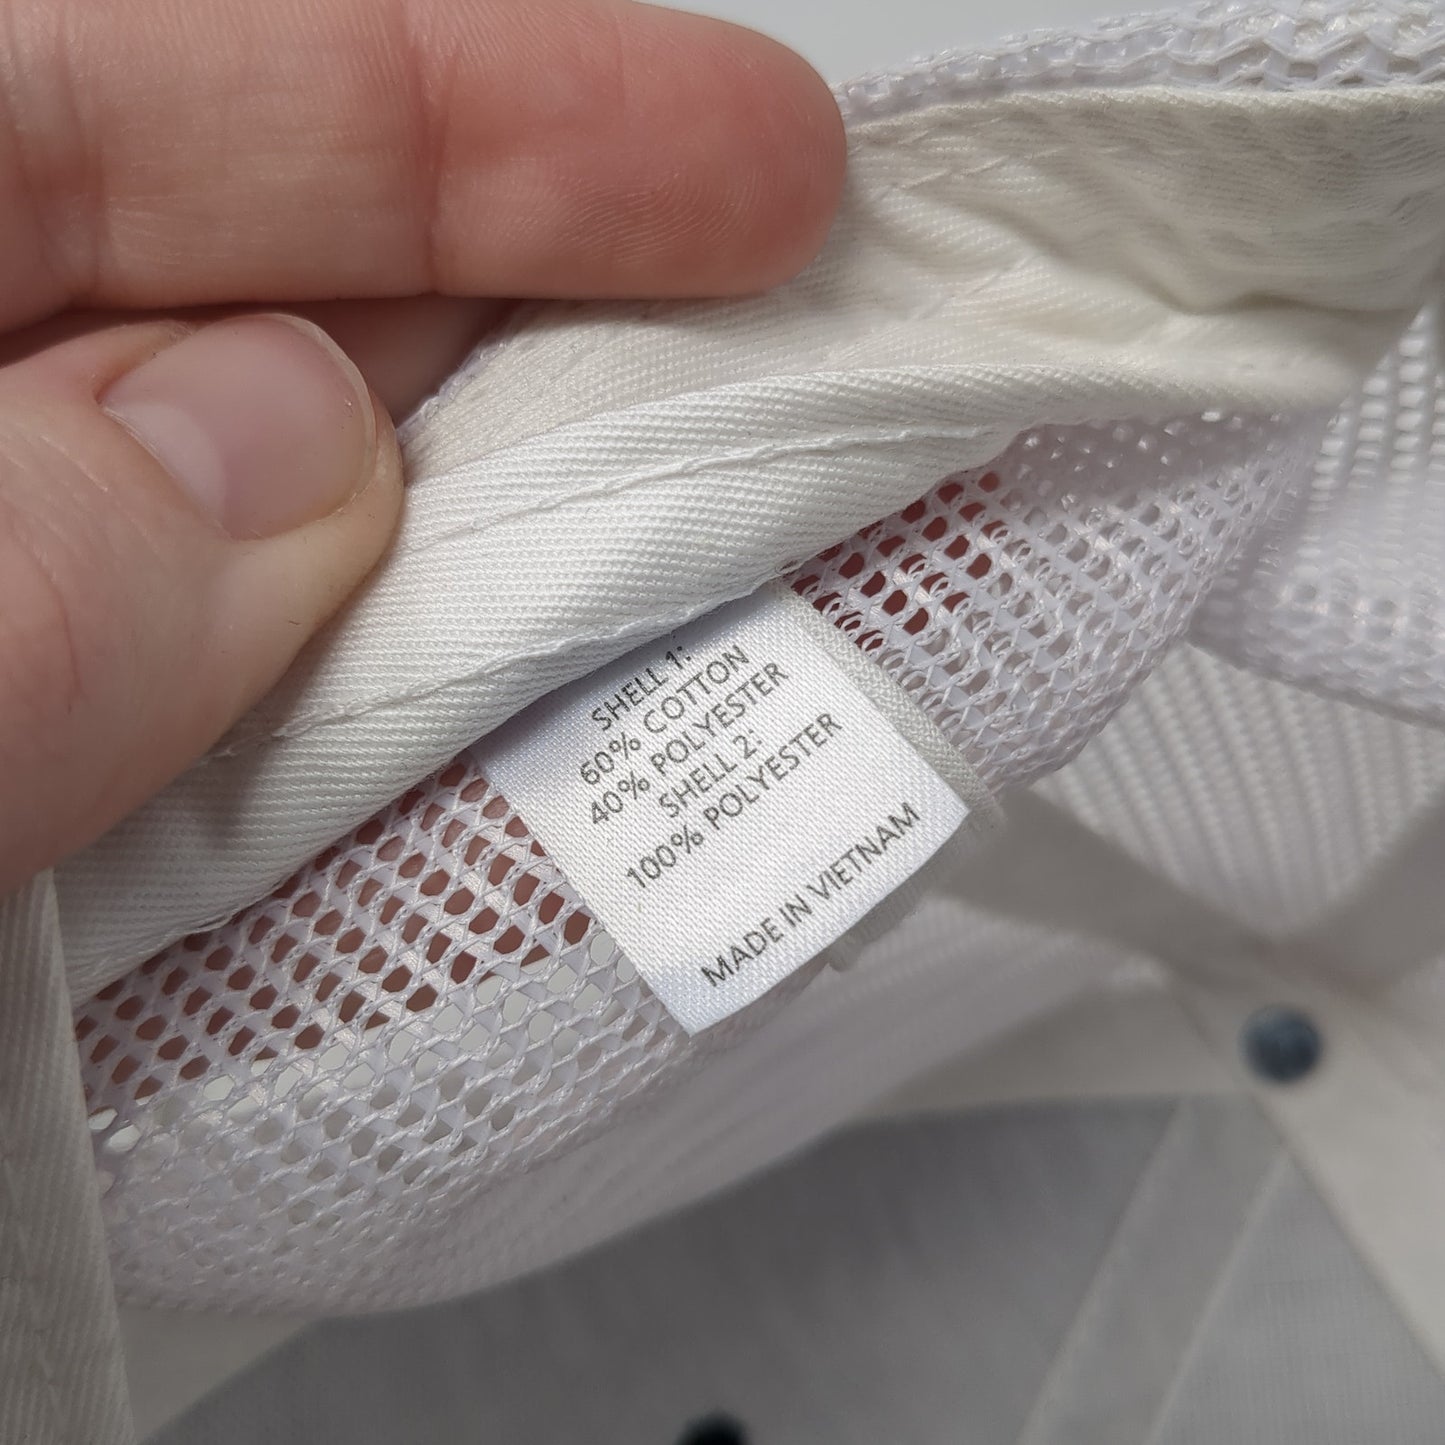 SHELL 1:
60% COTTON
40% POLYESTER
SHELL 2:
100% POLYESTER
MADE IN VIETNAM